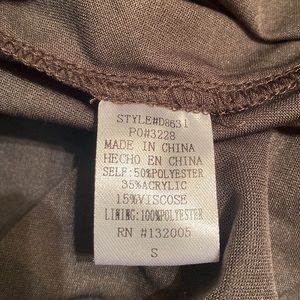 STYLE#D8631
PO#3228
MADE IN CHINA
HECHO EN CHINA
SELF:50%POLYESTER
35%ACRYLIC
15%VISCOSE
LINING:100%POLYESTER
RN #132005
S